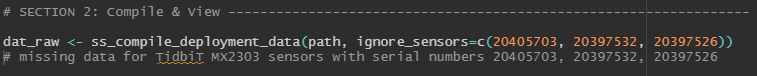 # SECTION 2: Compile & View -----------------------------------------------------------------
dat_raw <- ss_compile_deployment_data(path, ignore_sensors=c(20405703, 20397532, 20397526))
# missing data for TidbiT MX2303 sensors with serial numbers 20405703, 20397532, 20397526